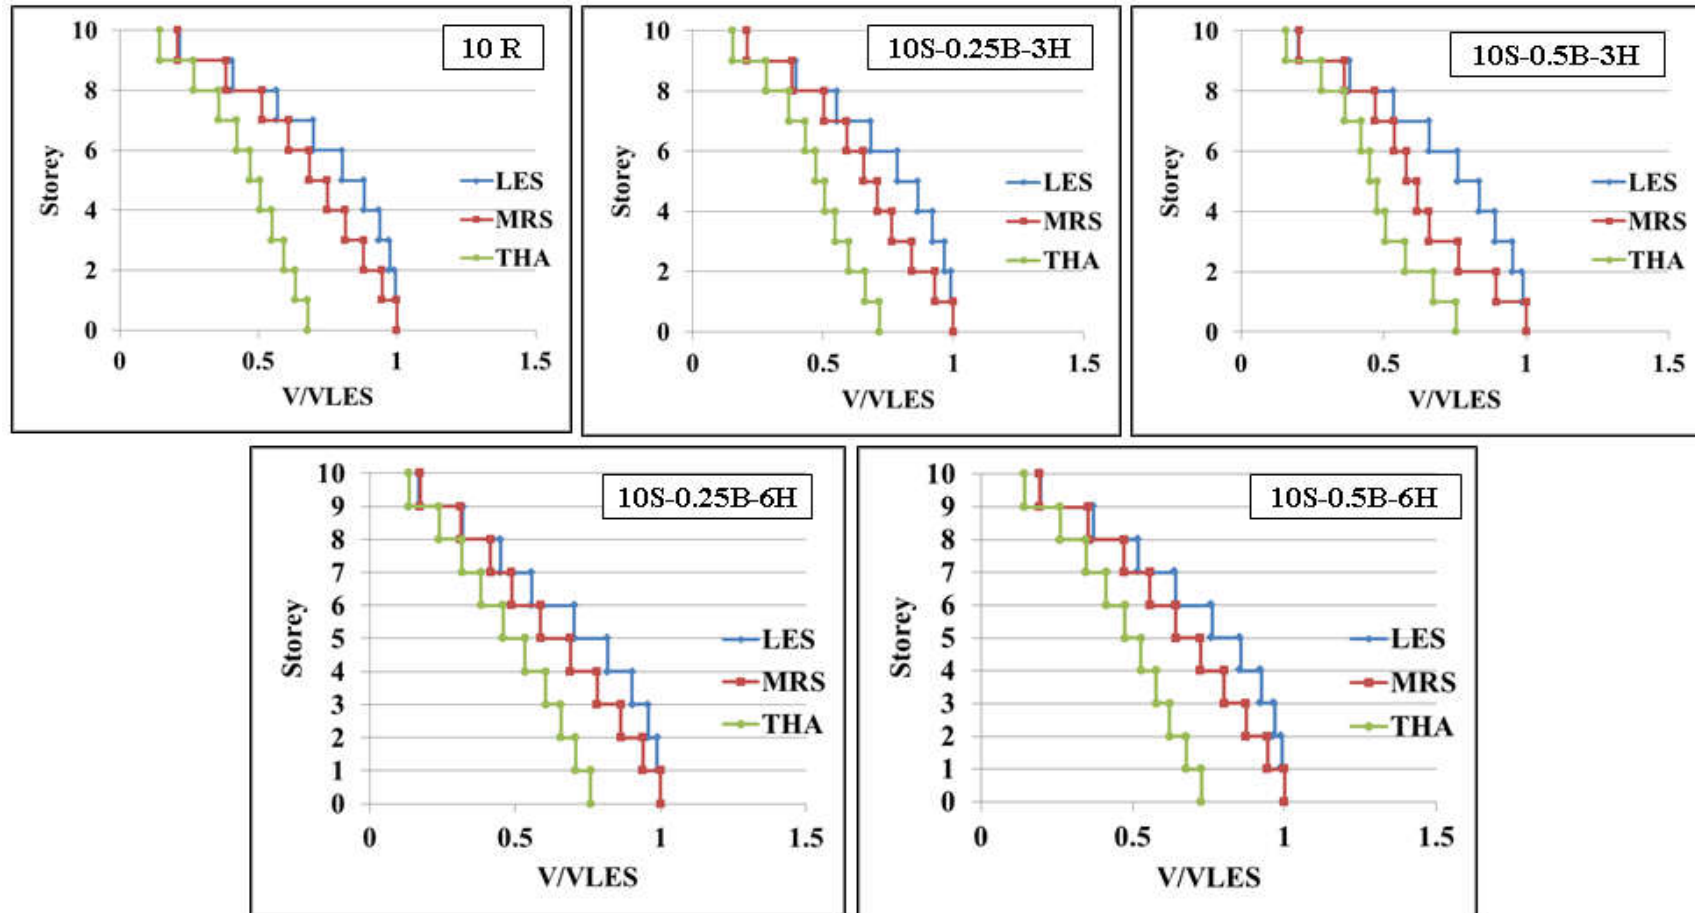 10 R
10
8
6
4
2
0
Storey
LES
MRS
THA
0 0.5 1 1.5
V/VLES
10S-0.25B-3H
10
8
6
4
2
0
Storey
LES
MRS
THA
0 0.5 1 1.5
V/VLES
10S-0.5B-3H
10
8
6
4
2
0
Storey
LES
MRS
THA
0 0.5 1 1.5
V/VLES
10S-0.25B-6H
10
9
8
7
6
5
4
3
2
1
0
Storey
LES
MRS
THA
0 0.5 1 1.5
V/VLES
10S-0.5B-6H
10
9
8
7
6
5
4
3
2
1
0
Storey
LES
MRS
THA
0 0.5 1 1.5
V/VLES